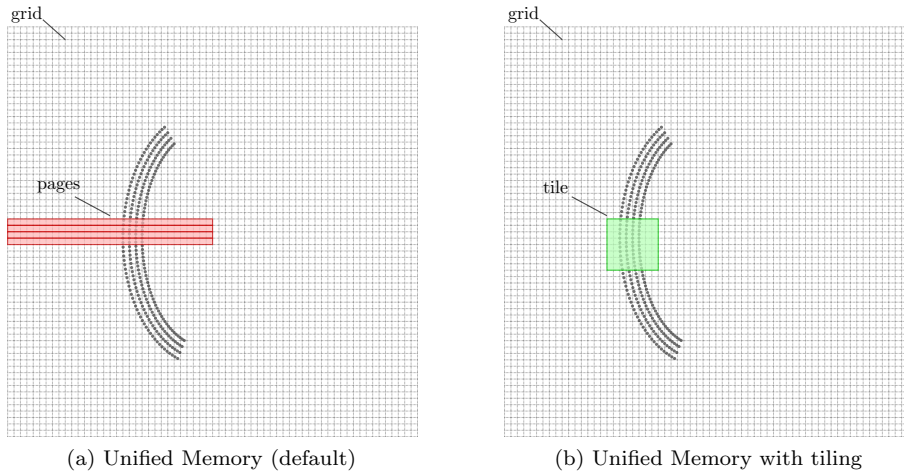 grid
grid
pages
tile
(a) Unified Memory (default)
(b) Unified Memory with tiling